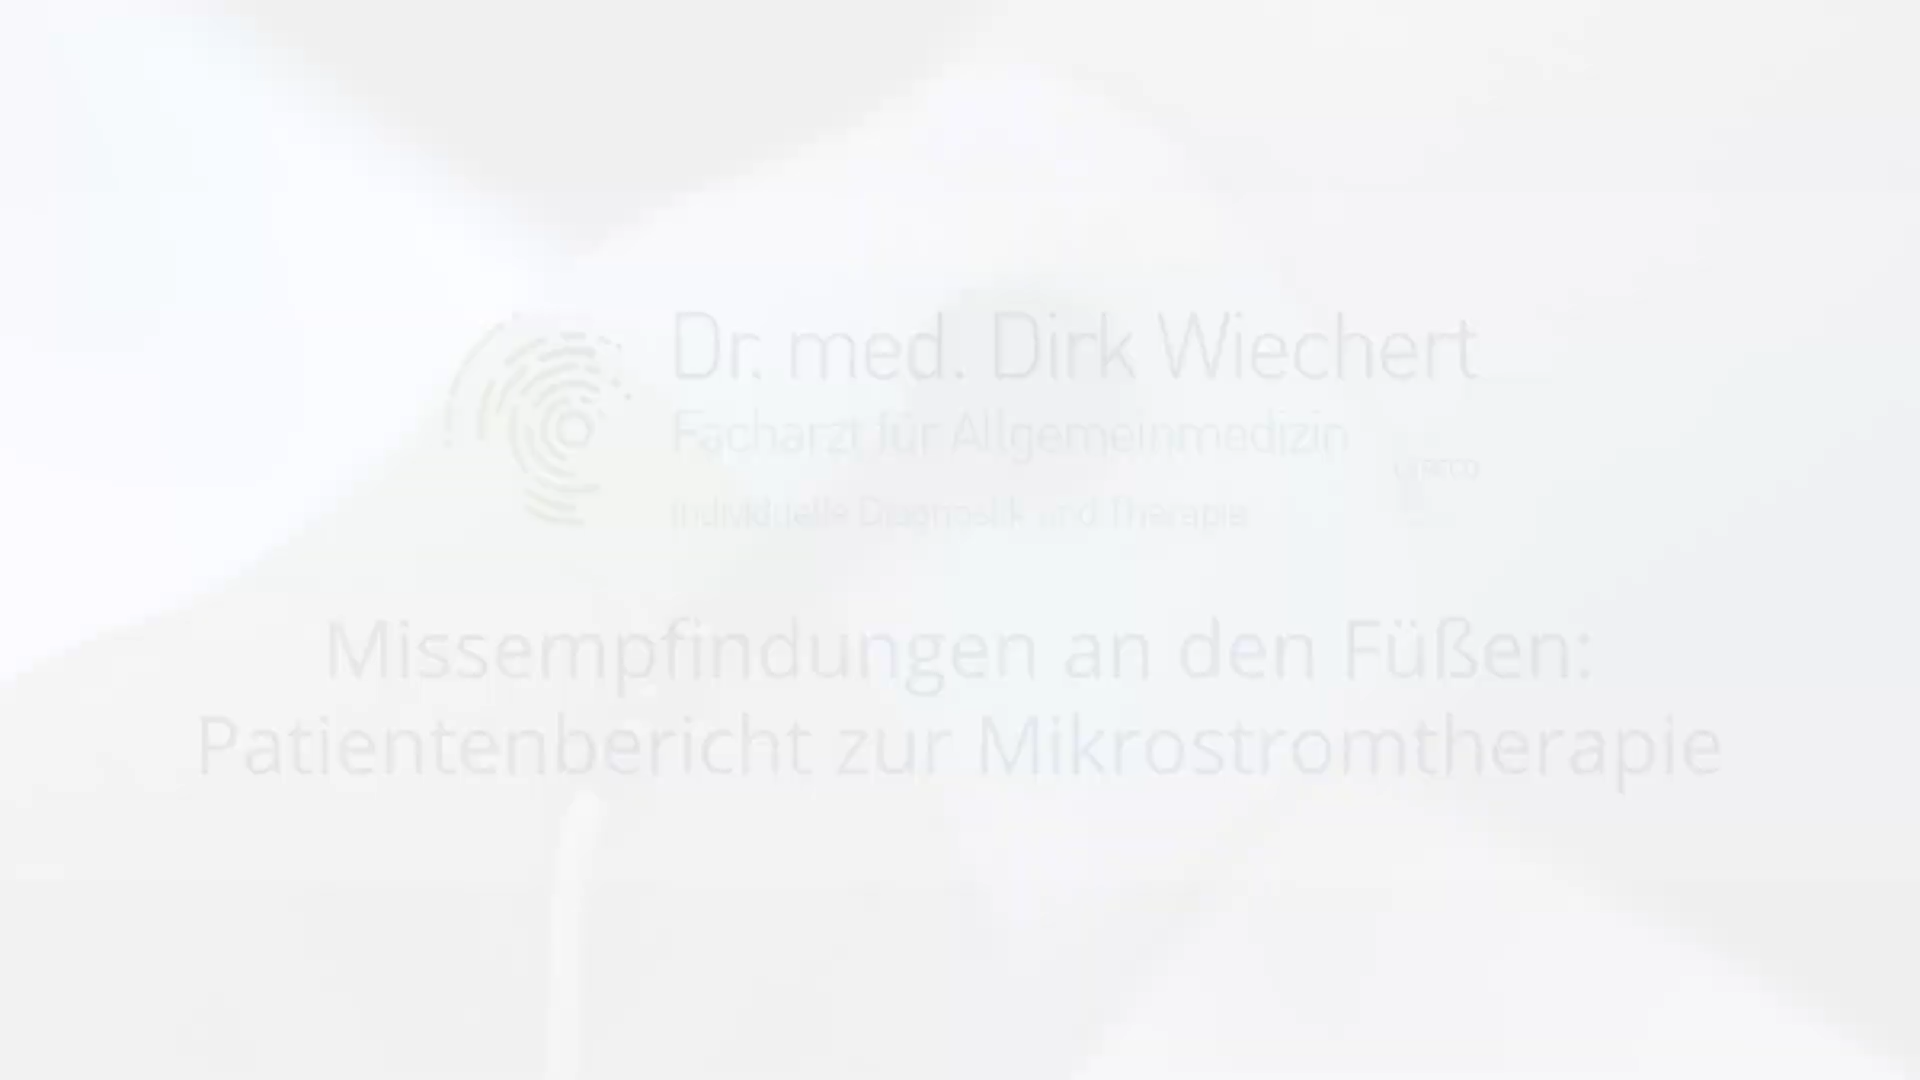 Dr. med. Dirk Wiechert
Facharzt für Allgemeinmedizin
Individuelle Diagnostik und Therapie
Missempfindungen an den Füßen:
Patientenbericht zur Mikrostromtherapie